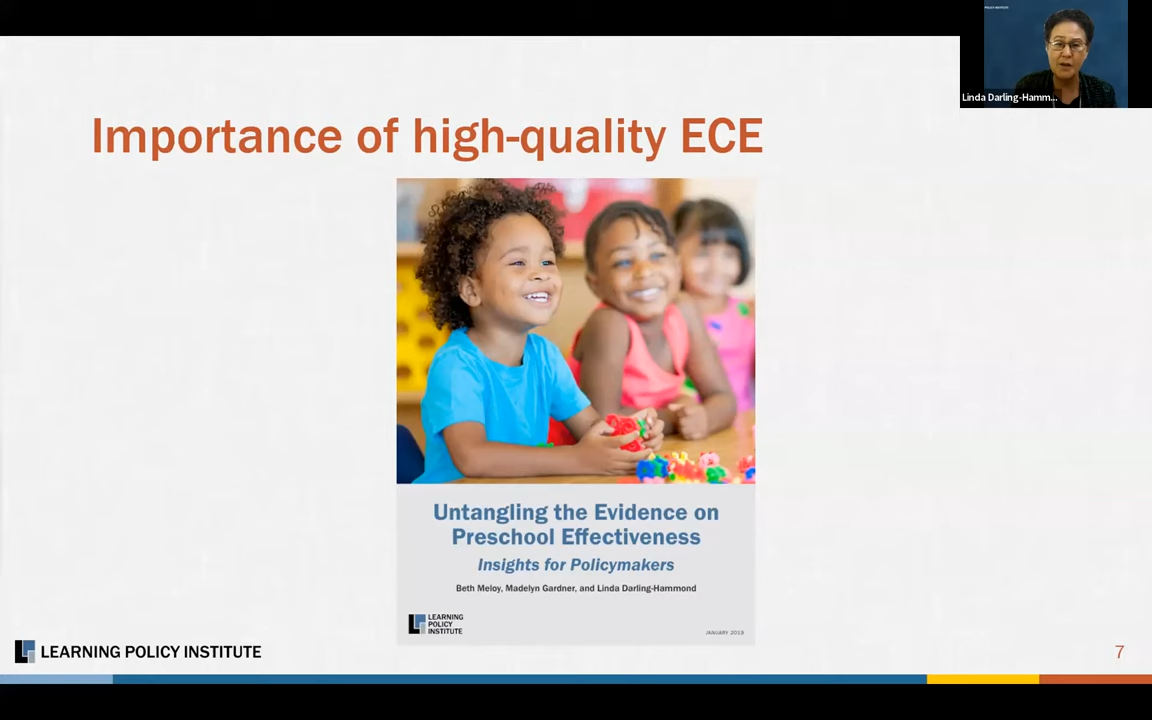 Linda Darling-Hamm...
Importance of high-quality ECE
Untangling the Evidence on
Preschool Effectiveness
Insights for Policymakers
Beth Meloy, Madelyn Gardner, and Linda Darling-Hammond
LEARNING
POLICY
INSTITUTE
JANUARY 2019
LEARNING POLICY INSTITUTE
7